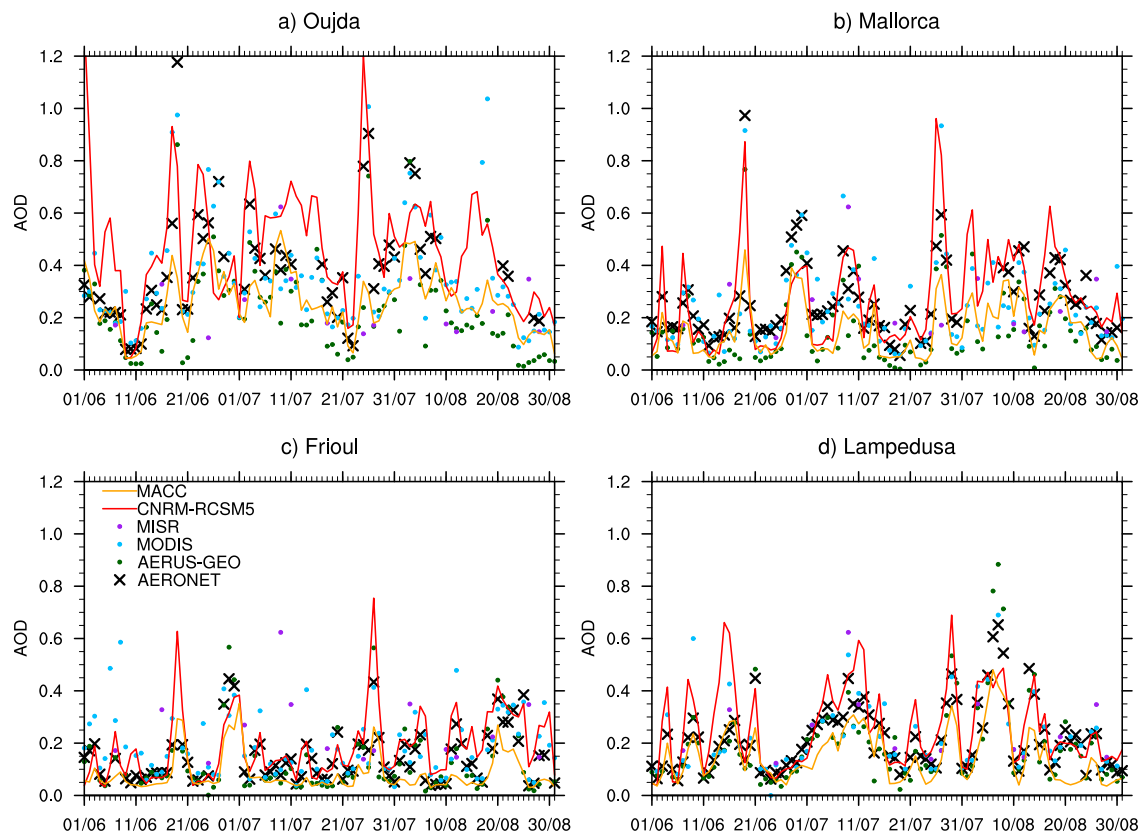 a) Oujda
b) Mallorca
AOD
1.2
1.0
0.8
0.6
0.4
0.2
0.0
01/06 11/06 21/06 01/07 11/07 21/07 31/07 10/08 20/08 30/08
AOD
1.2
1.0
0.8
0.6
0.4
0.2
0.0
01/06 11/06 21/06 01/07 11/07 21/07 31/07 10/08 20/08 30/08
c) Frioul
d) Lampedusa
AOD
1.2
1.0
0.8
0.6
0.4
0.2
0.0
MACC
CNRM-RCSM5
MISR
MODIS
AERUS-GEO
AERONET
01/06 11/06 21/06 01/07 11/07 21/07 31/07 10/08 20/08 30/08
AOD
1.2
1.0
0.8
0.6
0.4
0.2
0.0
01/06 11/06 21/06 01/07 11/07 21/07 31/07 10/08 20/08 30/08